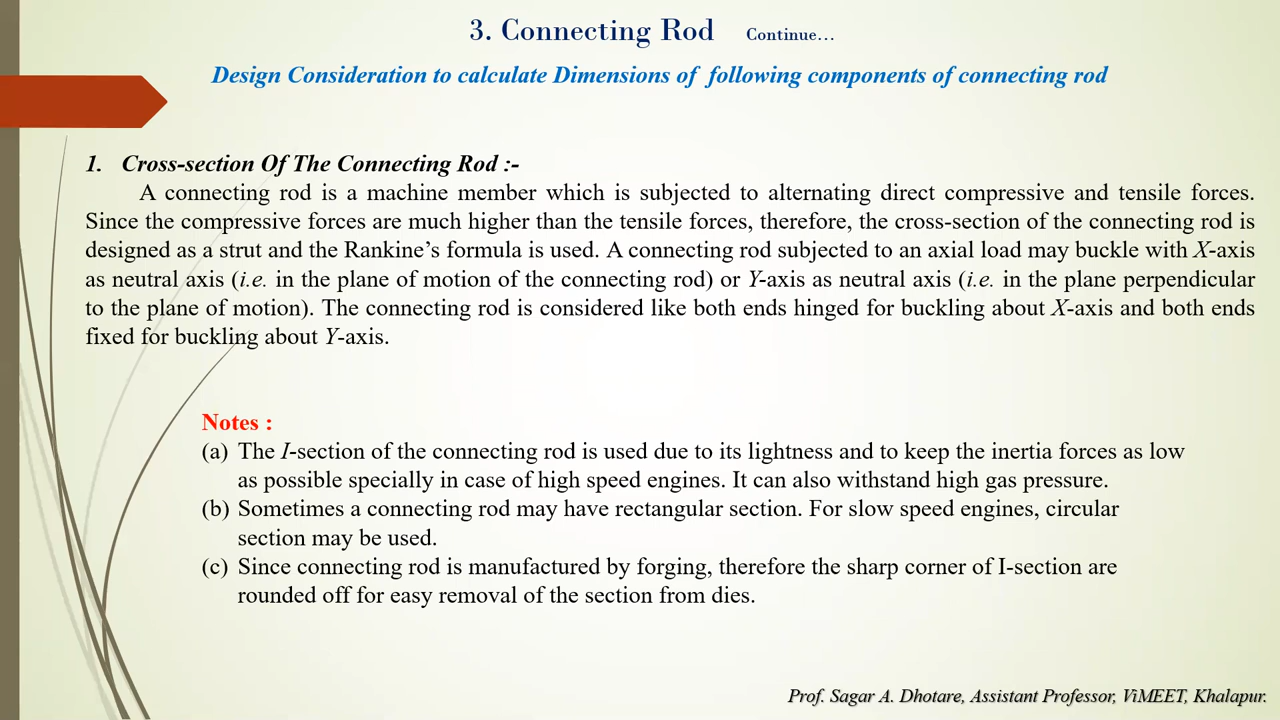 3. Connecting Rod Continue...
Design Consideration to calculate Dimensions of following components of connecting rod
1. Cross-section Of The Connecting Rod :-
A connecting rod is a machine member which is subjected to alternating direct compressive and tensile forces.
Since the compressive forces are much higher than the tensile forces, therefore, the cross-section of the connecting rod is
designed as a strut and the Rankine's formula is used. A connecting rod subjected to an axial load may buckle with X-axis
as neutral axis (i.e. in the plane of motion of the connecting rod) or Y-axis as neutral axis (i.e. in the plane perpendicular
to the plane of motion). The connecting rod is considered like both ends hinged for buckling about X-axis and both ends
fixed for buckling about Y-axis.
Notes :
(a) The I-section of the connecting rod is used due to its lightness and to keep the inertia forces as low
as possible specially in case of high speed engines. It can also withstand high gas pressure.
(b) Sometimes a connecting rod may have rectangular section. For slow speed engines, circular
section may be used.
(c) Since connecting rod is manufactured by forging, therefore the sharp corner of I-section are
rounded off for easy removal of the section from dies.
Prof. Sagar A. Dhotare, Assistant Professor, ViMEET, Khalapur.